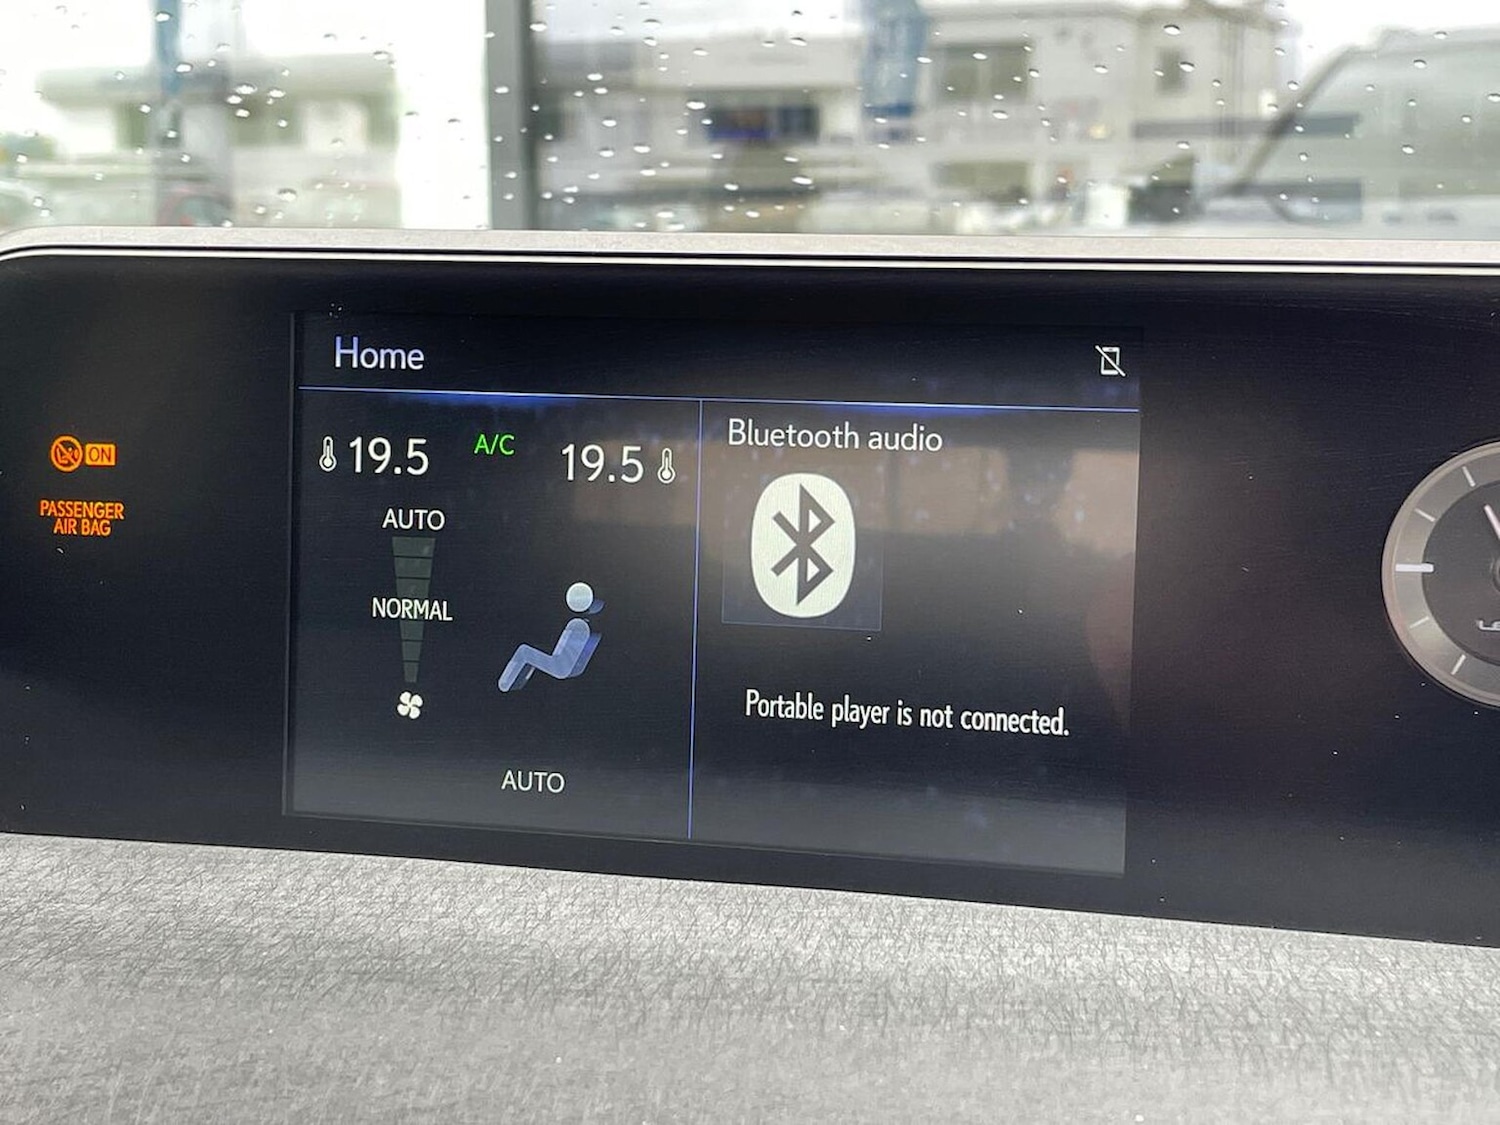 Home
19.5
A/C
19.5
AUTO
NORMAL
AUTO
Bluetooth audio
Portable player is not connected.
ON
PASSENGER
AIR BAG